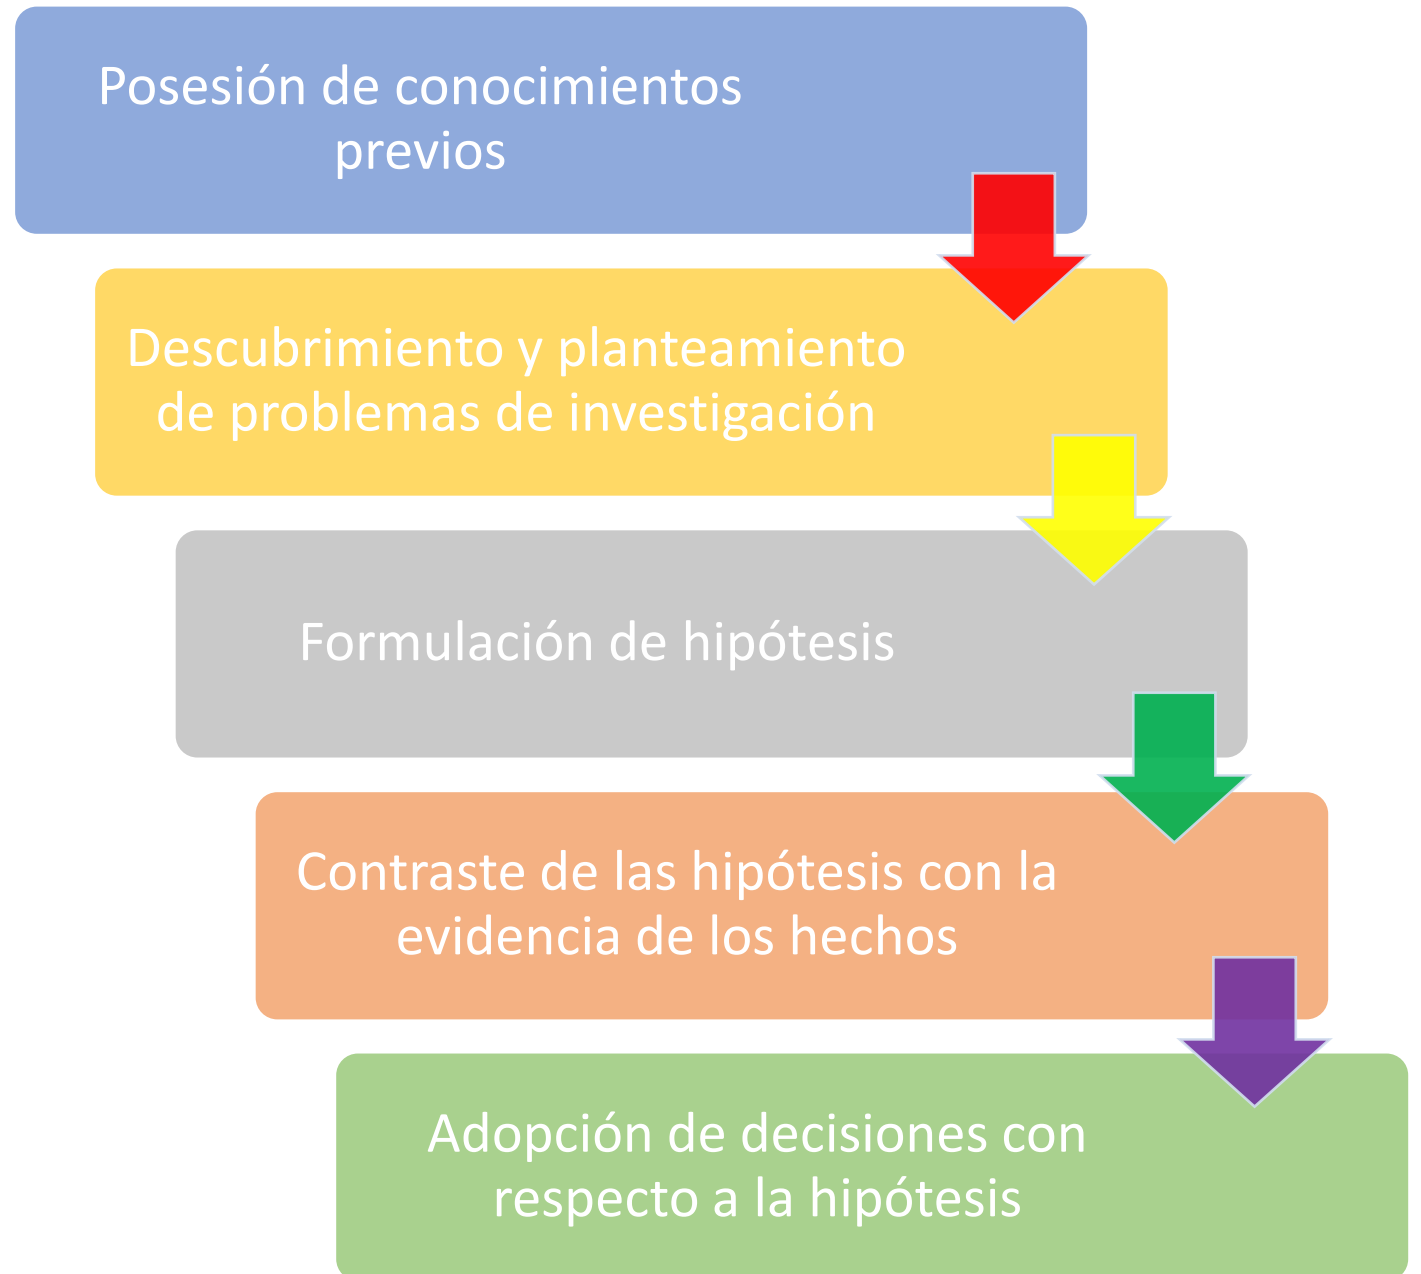 Posesión de conocimientos
previos
Descubrimiento y planteamiento
de problemas de investigación
Formulación de hipótesis
Contraste de las hipótesis con la
evidencia de los hechos
Adopción de decisiones con
respecto a la hipótesis